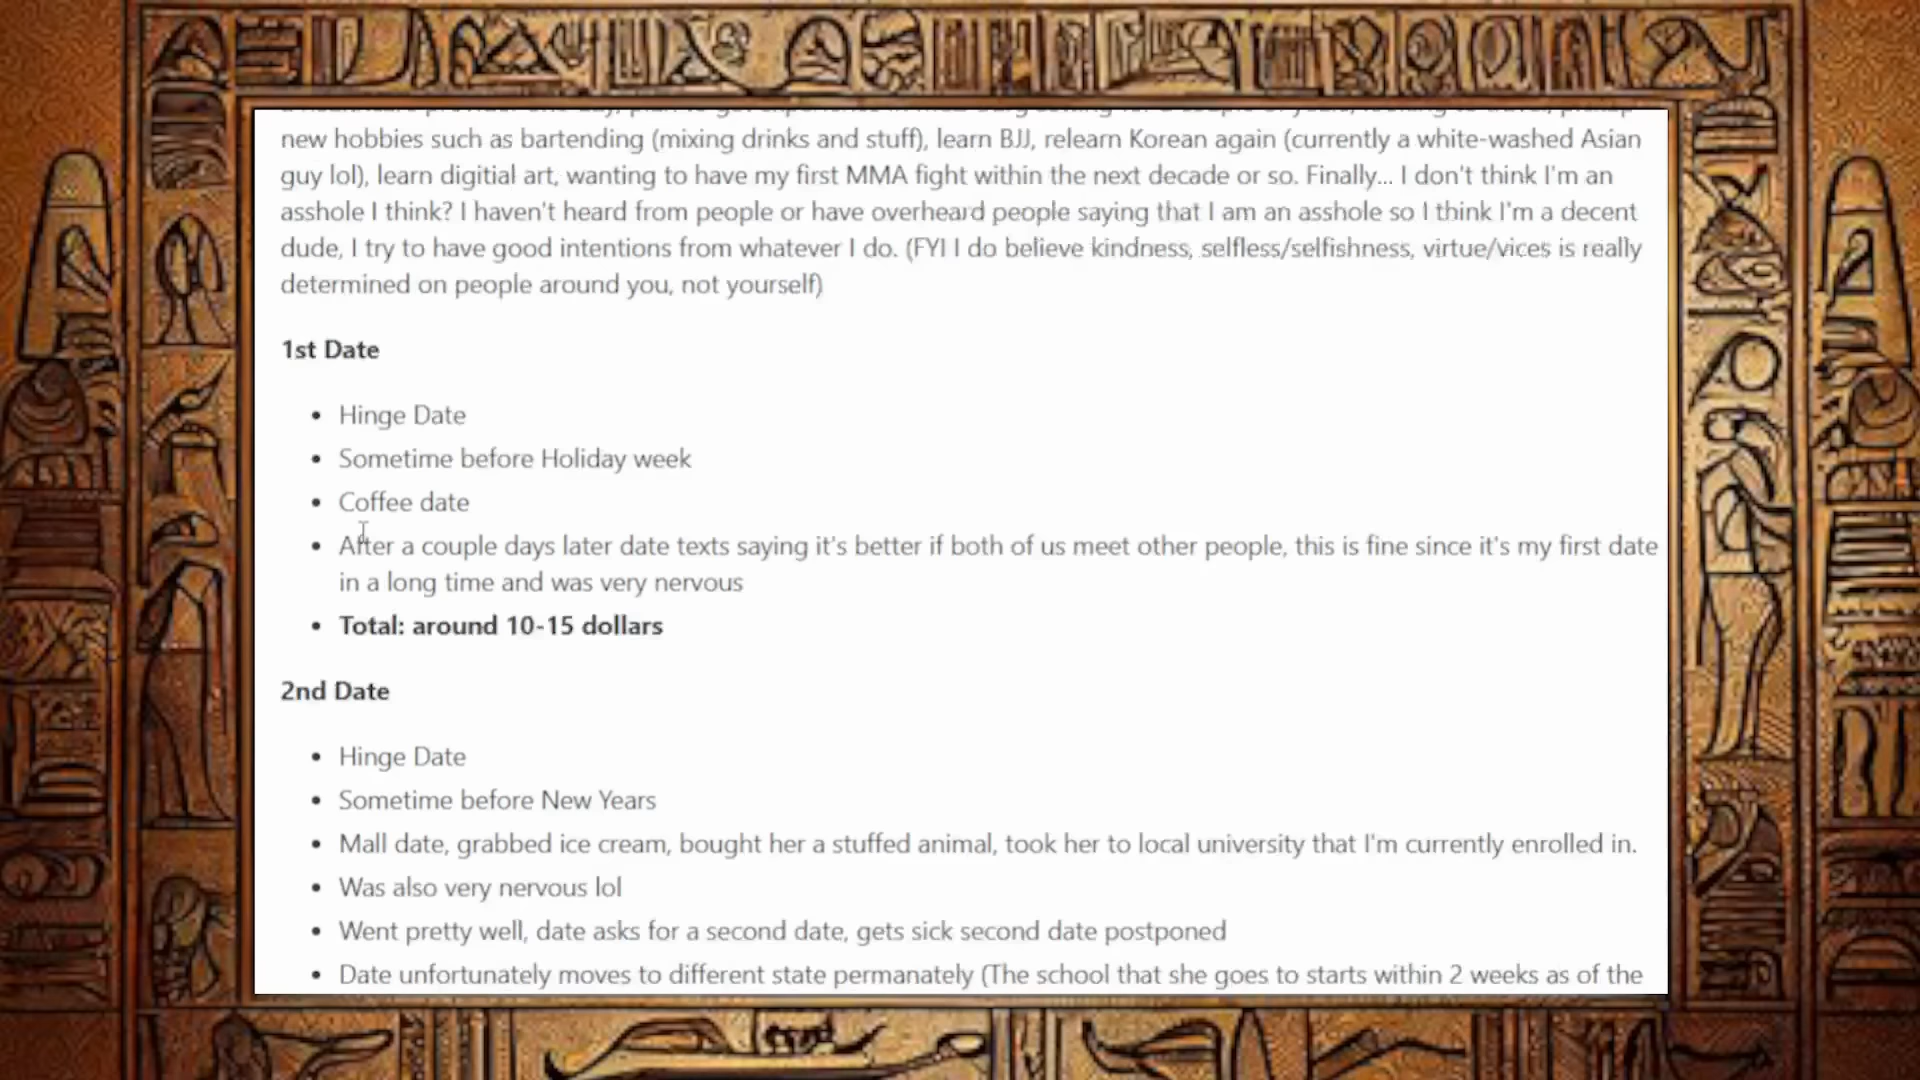 new hobbies such as bartending (mixing drinks and stuff), learn BJJ, relearn Korean again (currently a white-washed Asian
guy lol), learn digitial art, wanting to have my first MMA fight within the next decade or so. Finally... I don't think I'm an
asshole I think? I haven't heard from people or have overheard people saying that I am an asshole so I think I'm a decent
dude, I try to have good intentions from whatever I do. (FYI I do believe kindness, selfless/selfishness, virtue/vices is really
determined on people around you, not yourself)
1st Date
• Hinge Date
• Sometime before Holiday week
• Coffee date
• After a couple days later date texts saying it's better if both of us meet other people, this is fine since it's my first date
in a long time and was very nervous
• Total: around 10-15 dollars
2nd Date
• Hinge Date
• Sometime before New Years
• Mall date, grabbed ice cream, bought her a stuffed animal, took her to local university that I'm currently enrolled in.
• Was also very nervous lol
• Went pretty well, date asks for a second date, gets sick second date postponed
• Date unfortunately moves to different state permanately (The school that she goes to starts within 2 weeks as of the